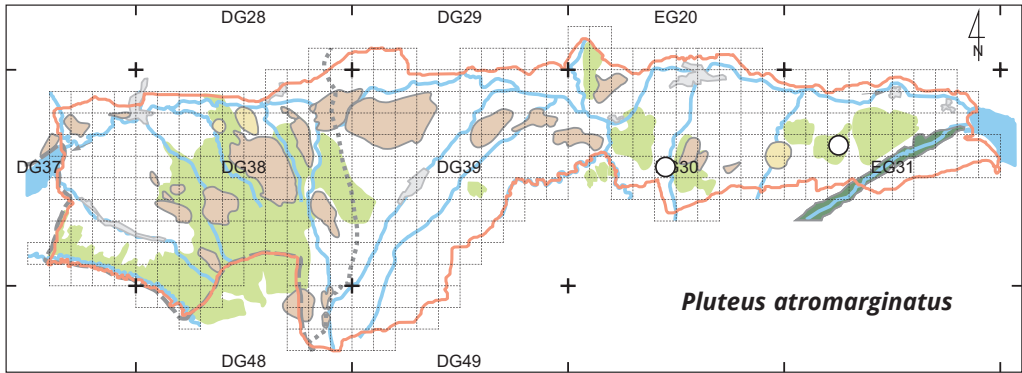 DG28 DG29 EG20
N
DG37 DG38 DG39 30 EG31
Pluteus atromarginatus
DG48 DG49